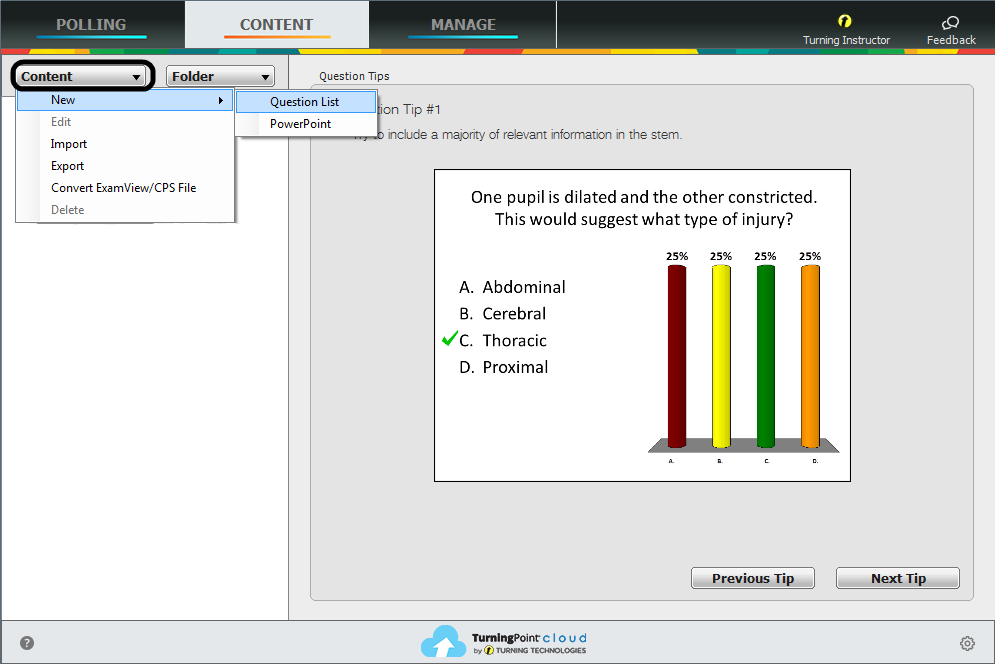 POLLING
CONTENT
MANAGE
Turning Instructor
Feedback
Content
Folder
Question Tips
New
Edit
Import
Export
Convert ExamView/CPS File
Delete
Question List
PowerPoint
tion Tip #1
to include a majority of relevant information in the stem.
One pupil is dilated and the other constricted.
This would suggest what type of injury?
25% 25% 25% 25%
A. Abdominal
B. Cerebral
C. Thoracic
D. Proximal
A. B. C. D.
Previous Tip
Next Tip
?
TurningPoint cloud
by TURNING TECHNOLOGIES